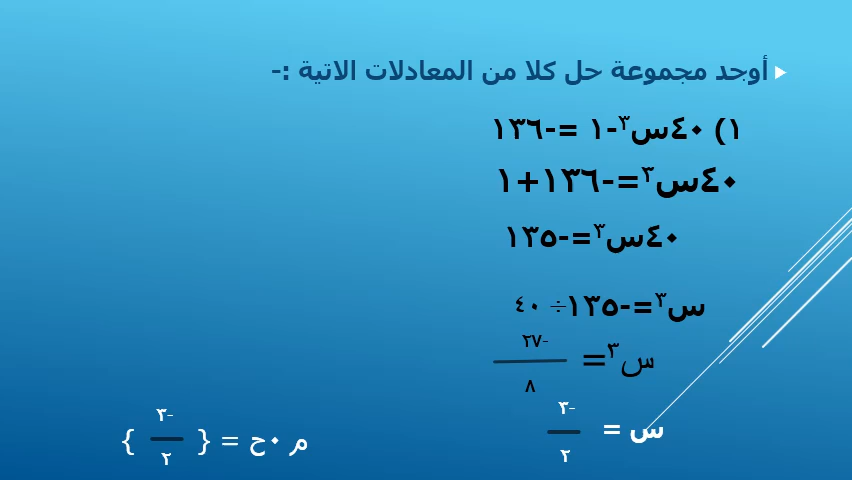 أوجد مجموعة حل كلا من المعادلات الاتية :-
١) ٤٠س٣-١ =-١٣٦
٤٠س٣=-١٣٦+١
٤٠س٣=-١٣٥
س٣=-١٣٥÷ ٤٠
س٣= -٢٧/٨
س = -٣/٢
م ٠ح = { -٣/٢ }